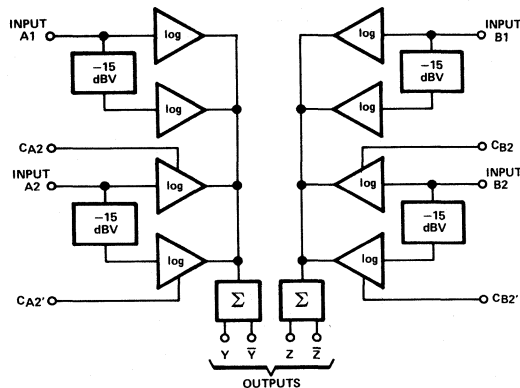 INPUT
A1
log
log
INPUT
B1
−15
dBV
log
log
−15
dBV
CA2
CB2
INPUT
A2
log
log
INPUT
B2
−15
dBV
log
log
−15
dBV
CA2'
CB2'
Σ
Σ
Y
Y̅
Z
Z̅
OUTPUTS